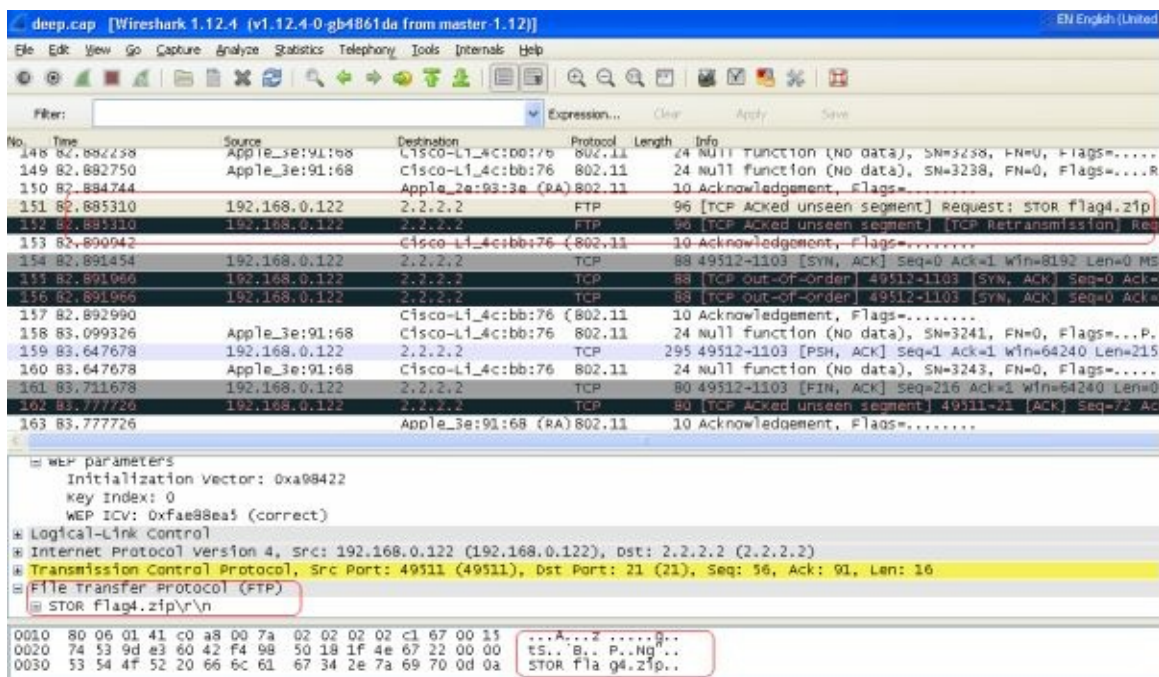 deep.cap [Wireshark 1.12.4 (v1.12.4-0-gb4861da from master-1.12)]
EN English (United
File Edit View Go Capture Analyze Statistics Telephony Tools Internals Help
Filter: Expression... Clear Apply Save
No. Time Source Destination Protocol Length Info
148 82.882238 Apple_3e:91:68 Cisco-Li_4c:bb:76 802.11 24 Null function (No data), SN=3238, FN=0, Flags=.....
149 82.882750 Apple_3e:91:68 Cisco-Li_4c:bb:76 802.11 24 Null function (No data), SN=3238, FN=0, Flags=....R
150 82.884744 Apple_2e:93:3e (RA) 802.11 10 Acknowledgement, Flags=........
151 82.885310 192.168.0.122 2.2.2.2 FTP 96 [TCP ACKed unseen segment] Request: STOR flag4.zip
152 82.885310 192.168.0.122 2.2.2.2 FTP 96 [TCP ACKed unseen segment] [TCP Retransmission] Req
153 82.890942 Cisco-Li_4c:bb:76 ( 802.11 10 Acknowledgement, Flags=........
154 82.891454 192.168.0.122 2.2.2.2 TCP 88 49512→1103 [SYN, ACK] Seq=0 Ack=1 Win=8192 Len=0 MS
155 82.891966 192.168.0.122 2.2.2.2 TCP 88 [TCP Out-Of-Order] 49512→1103 [SYN, ACK] Seq=0 Ack=
156 82.891966 192.168.0.122 2.2.2.2 TCP 88 [TCP Out-Of-Order] 49512→1103 [SYN, ACK] Seq=0 Ack=
157 82.892990 Cisco-Li_4c:bb:76 ( 802.11 10 Acknowledgement, Flags=........
158 83.099326 Apple_3e:91:68 Cisco-Li_4c:bb:76 802.11 24 Null function (No data), SN=3241, FN=0, Flags=...P.
159 83.647678 192.168.0.122 2.2.2.2 TCP 295 49512→1103 [PSH, ACK] Seq=1 Ack=1 Win=64240 Len=215
160 83.647678 Apple_3e:91:68 Cisco-Li_4c:bb:76 802.11 24 Null function (No data), SN=3243, FN=0, Flags=.....
161 83.711678 192.168.0.122 2.2.2.2 TCP 80 49512→1103 [FIN, ACK] Seq=216 Ack=1 Win=64240 Len=0
162 83.777726 192.168.0.122 2.2.2.2 TCP 80 [TCP ACKed unseen segment] 49511→21 [ACK] Seq=72 Ac
163 83.777726 Apple_3e:91:68 (RA) 802.11 10 Acknowledgement, Flags=........
WEP parameters
Initialization Vector: 0xa98422
Key Index: 0
WEP ICV: 0xfae88ea5 (correct)
Logical-Link Control
Internet Protocol Version 4, Src: 192.168.0.122 (192.168.0.122), Dst: 2.2.2.2 (2.2.2.2)
Transmission Control Protocol, Src Port: 49511 (49511), Dst Port: 21 (21), Seq: 56, Ack: 91, Len: 16
File Transfer Protocol (FTP)
STOR flag4.zip\r\n
0010 80 06 01 41 c0 a8 00 7a 02 02 02 02 c1 67 00 15 ...A...z .....g..
0020 74 53 9d e3 60 42 f4 98 50 18 1f 4e 67 22 00 00 tS..`B.. P..Ng"..
0030 53 54 4f 52 20 66 6c 61 67 34 2e 7a 69 70 0d 0a STOR fla g4.zip..